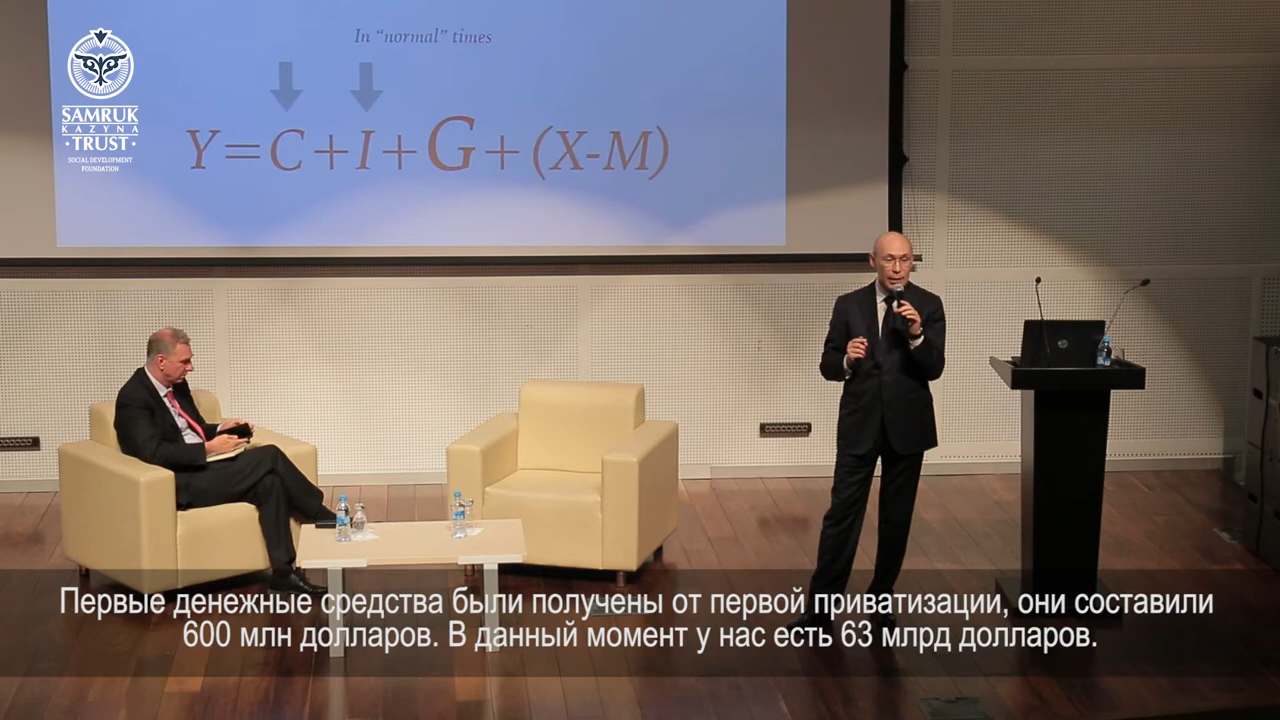 In “normal” times
Y=C+I+G+(X-M)
SAMRUK
KAZYNA
·TRUST·
SOCIAL DEVELOPMENT
FOUNDATION
hp
Первые денежные средства были получены от первой приватизации, они составили
600 млн долларов. В данный момент у нас есть 63 млрд долларов.